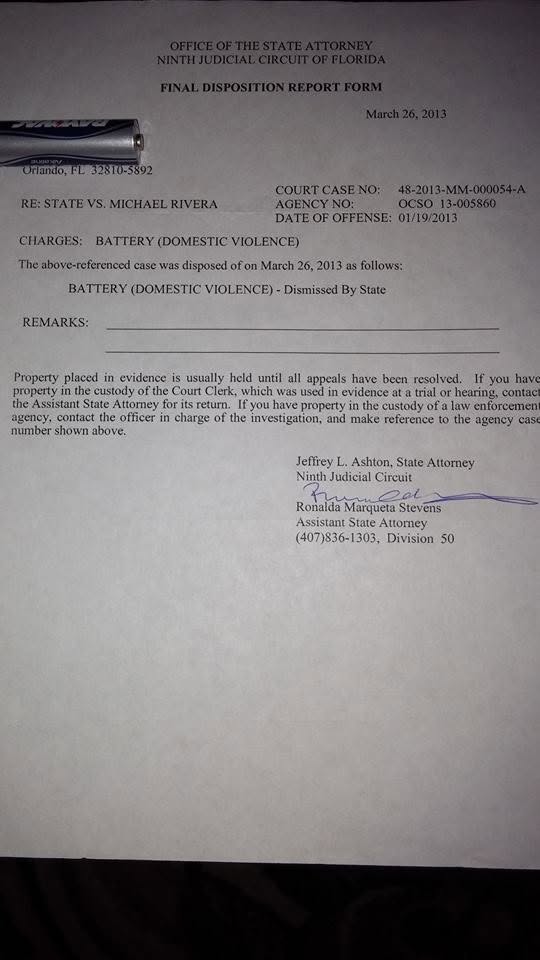 OFFICE OF THE STATE ATTORNEY
NINTH JUDICIAL CIRCUIT OF FLORIDA
FINAL DISPOSITION REPORT FORM
March 26, 2013
RAYOVAC
Alkaline
Orlando, FL 32810-5892
COURT CASE NO: 48-2013-MM-000054-A
RE: STATE VS. MICHAEL RIVERA AGENCY NO: OCSO 13-005860
DATE OF OFFENSE: 01/19/2013
CHARGES: BATTERY (DOMESTIC VIOLENCE)
The above-referenced case was disposed of on March 26, 2013 as follows:
BATTERY (DOMESTIC VIOLENCE) - Dismissed By State
REMARKS:
Property placed in evidence is usually held until all appeals have been resolved. If you have
property in the custody of the Court Clerk, which was used in evidence at a trial or hearing, contact
the Assistant State Attorney for its return. If you have property in the custody of a law enforcement
agency, contact the officer in charge of the investigation, and make reference to the agency case
number shown above.
Jeffrey L. Ashton, State Attorney
Ninth Judicial Circuit
Ronalda Marqueta Stevens
Assistant State Attorney
(407)836-1303, Division 50